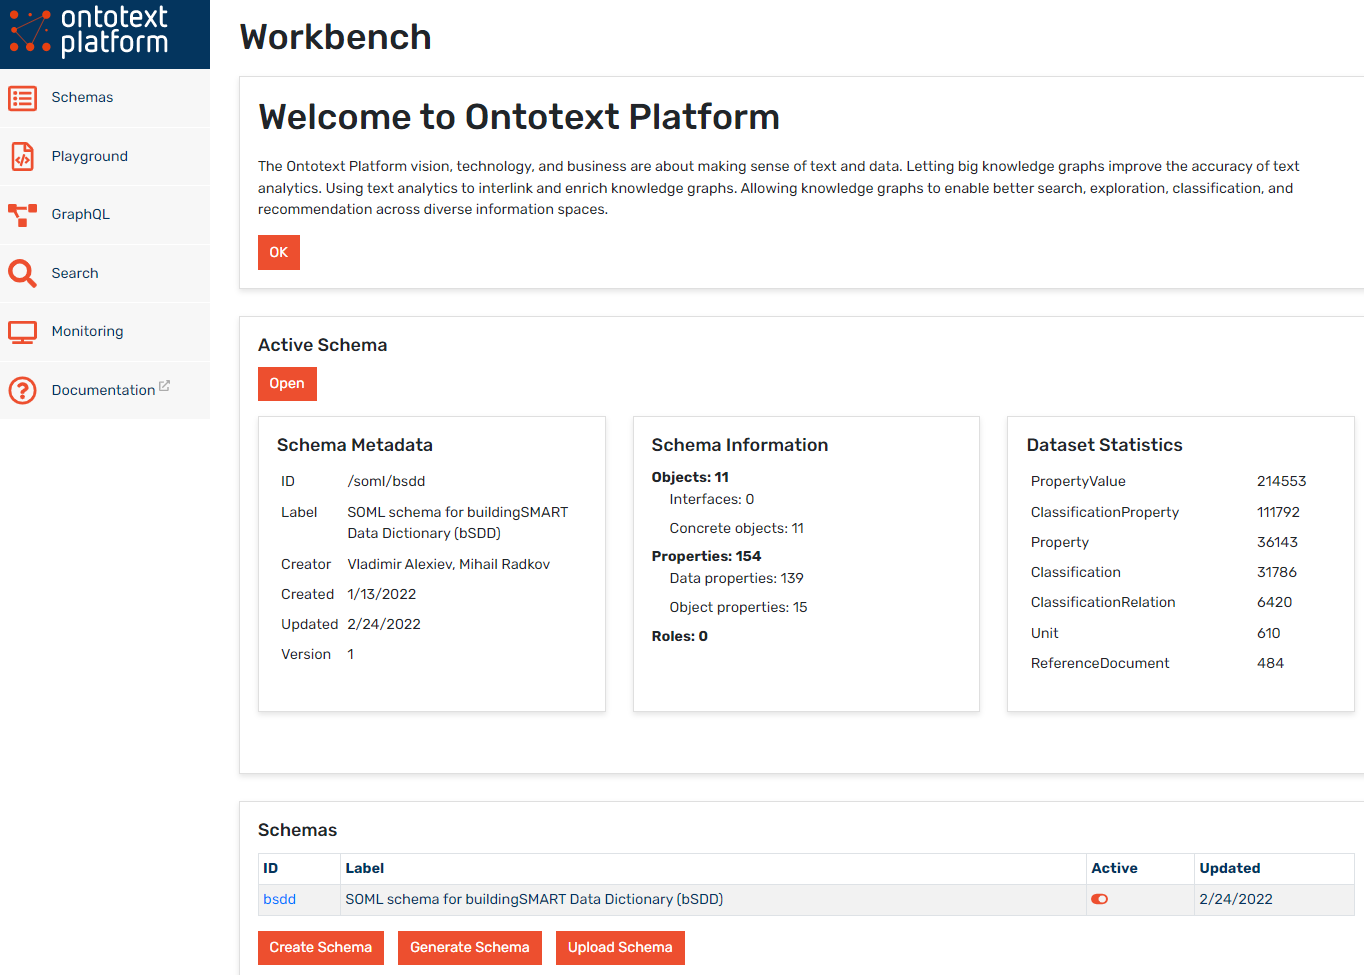 ontotext
platform
Schemas
Playground
GraphQL
Search
Monitoring
Documentation
Workbench
Welcome to Ontotext Platform
The Ontotext Platform vision, technology, and business are about making sense of text and data. Letting big knowledge graphs improve the accuracy of text
analytics. Using text analytics to interlink and enrich knowledge graphs. Allowing knowledge graphs to enable better search, exploration, classification, and
recommendation across diverse information spaces.
OK
Active Schema
Open
Schema Metadata
ID /soml/bsdd
Label SOML schema for buildingSMART
Data Dictionary (bSDD)
Creator Vladimir Alexiev, Mihail Radkov
Created 1/13/2022
Updated 2/24/2022
Version 1
Schema Information
Objects: 11
Interfaces: 0
Concrete objects: 11
Properties: 154
Data properties: 139
Object properties: 15
Roles: 0
Dataset Statistics
PropertyValue 214553
ClassificationProperty 111792
Property 36143
Classification 31786
ClassificationRelation 6420
Unit 610
ReferenceDocument 484
Schemas
ID Label Active Updated
bsdd SOML schema for buildingSMART Data Dictionary (bSDD) 2/24/2022
Create Schema Generate Schema Upload Schema